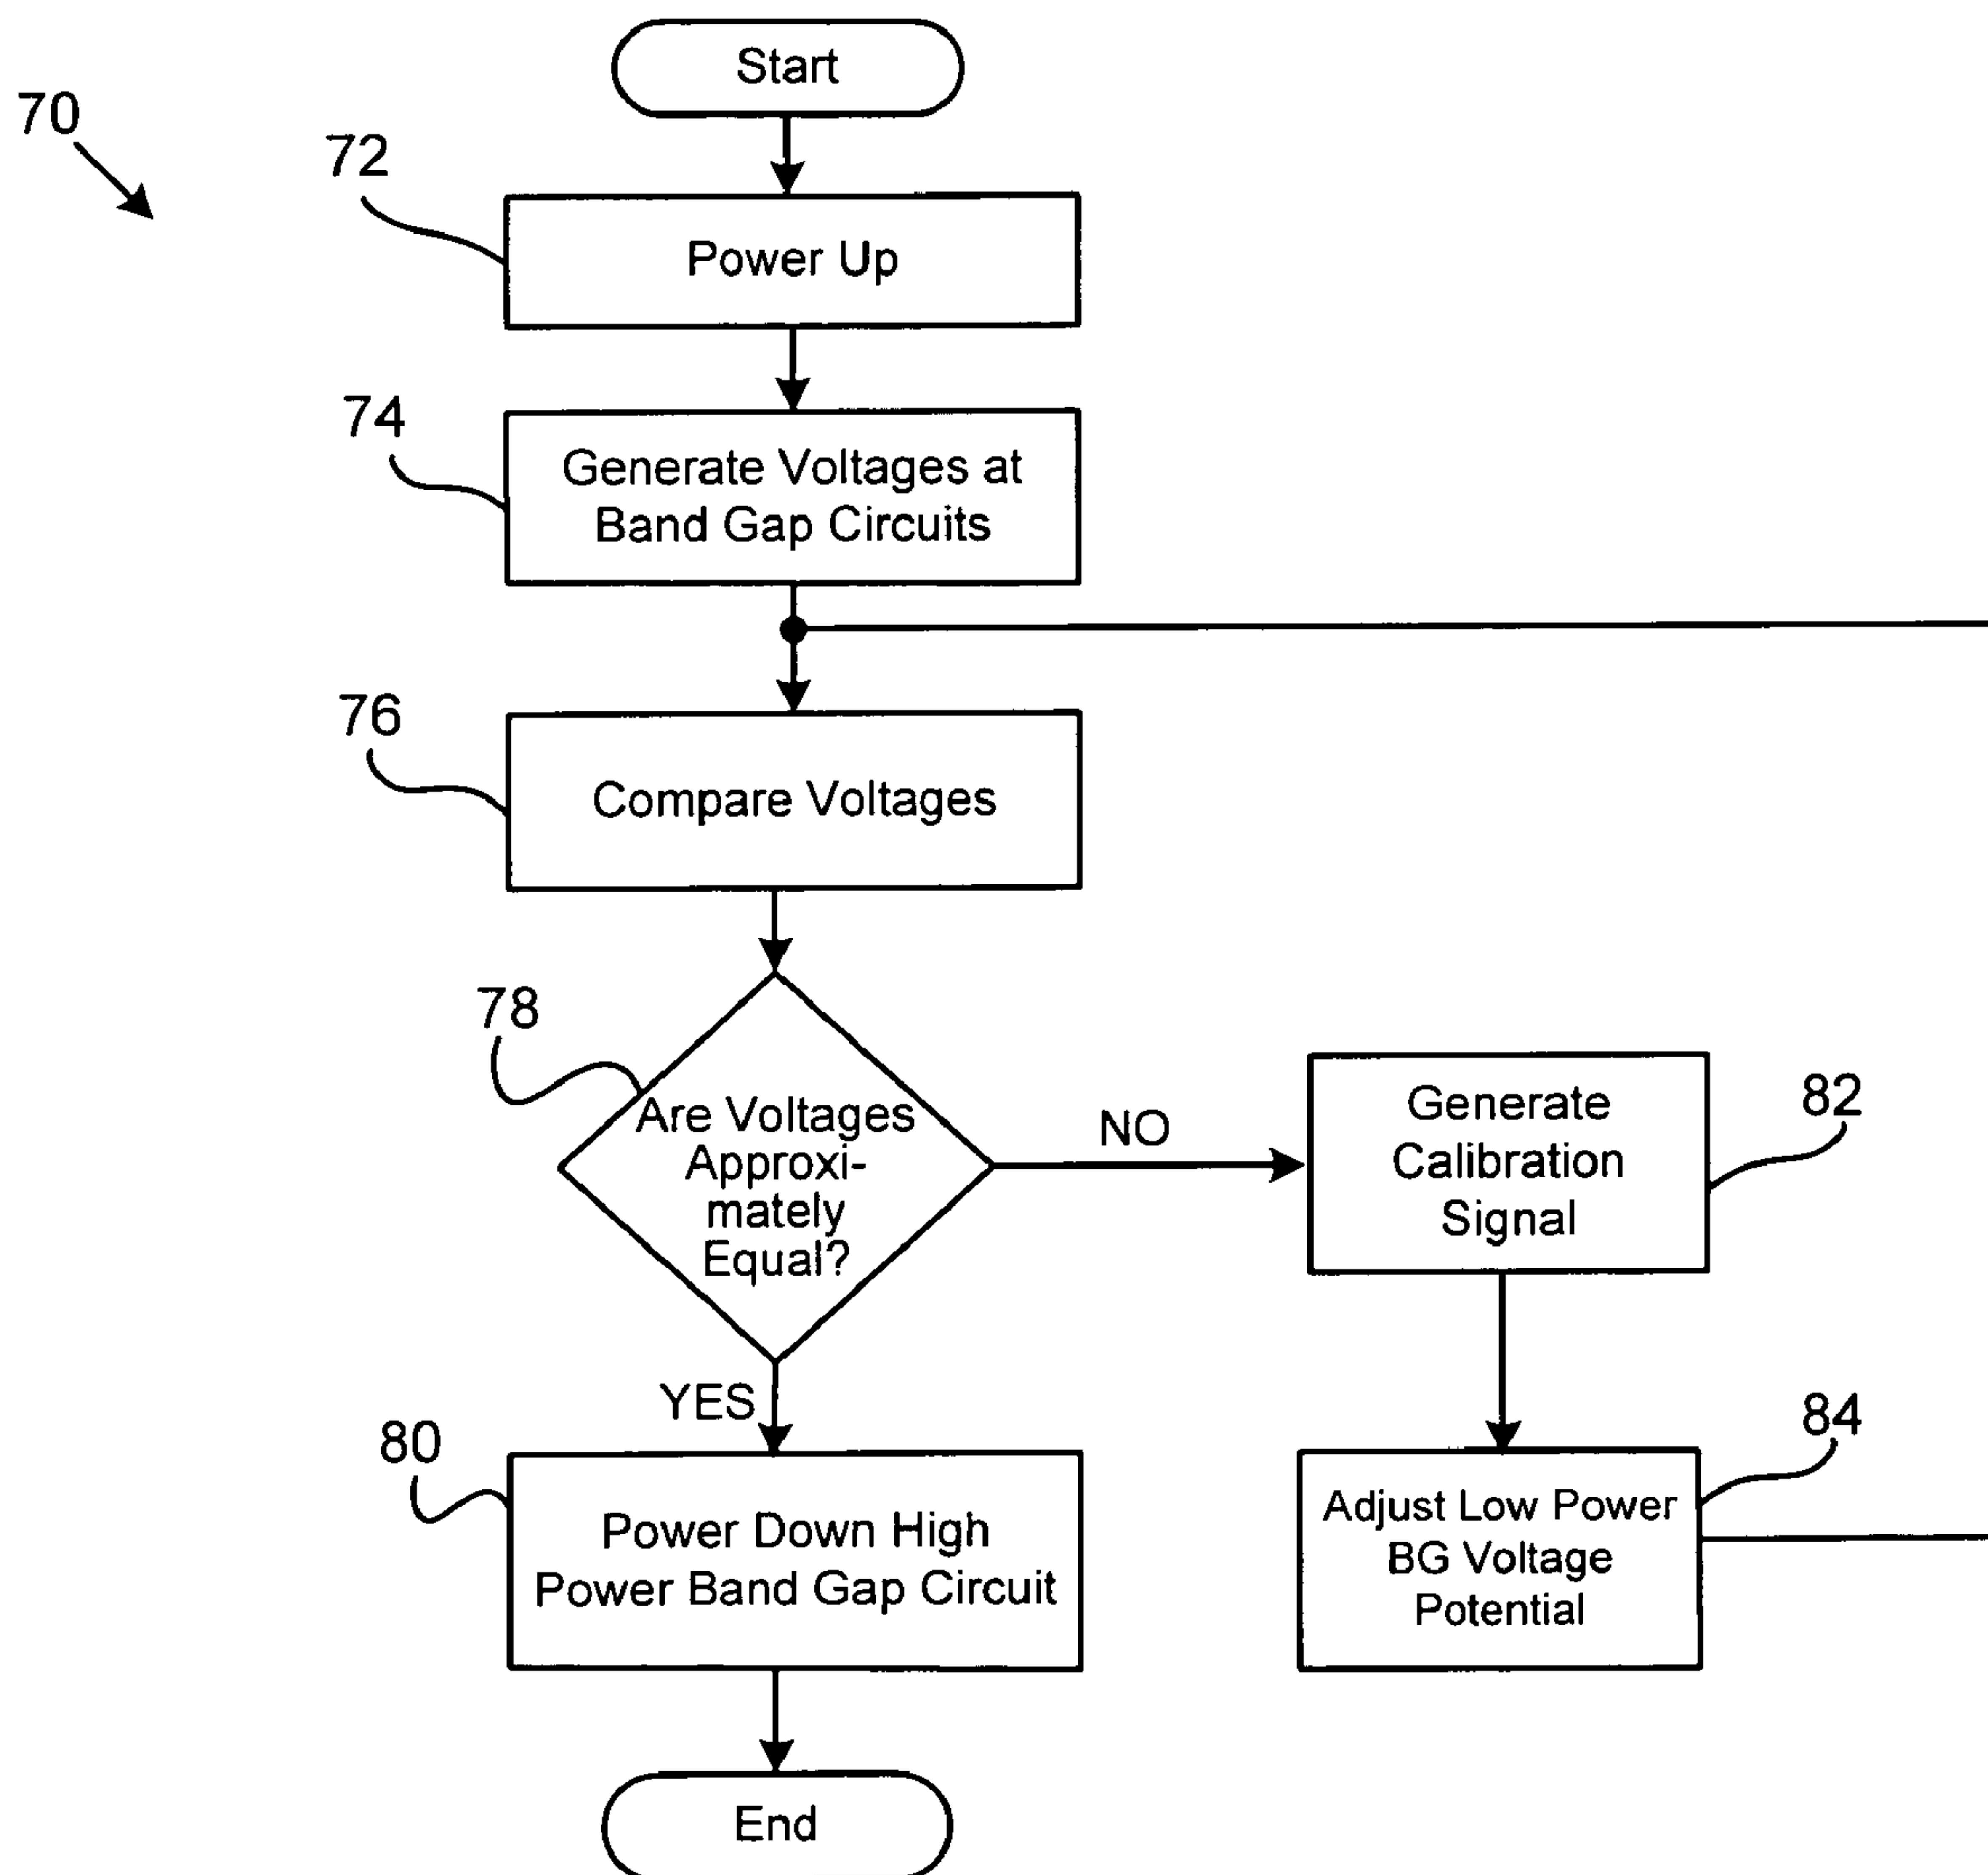 Start
70
72
Power Up
74
Generate Voltages at
Band Gap Circuits
76
Compare Voltages
78
Are Voltages
Approxi-
mately
Equal?
NO
Generate
Calibration
Signal
82
YES
80
Power Down High
Power Band Gap Circuit
84
Adjust Low Power
BG Voltage
Potential
End